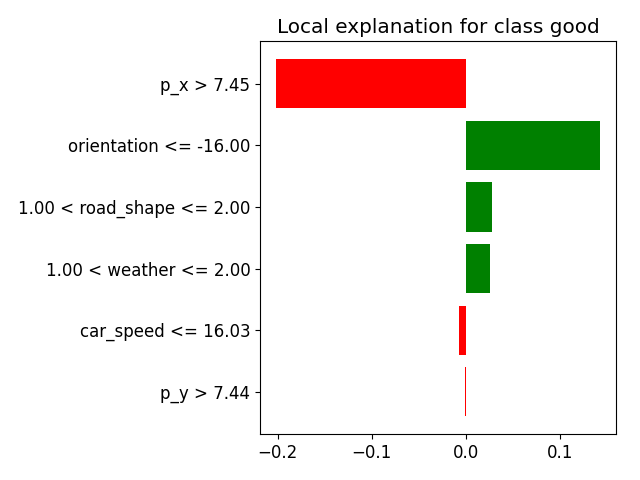 Local explanation for class good
p_x > 7.45
orientation <= -16.00
1.00 < road_shape <= 2.00
1.00 < weather <= 2.00
car_speed <= 16.03
p_y > 7.44
−0.2 −0.1 0.0 0.1